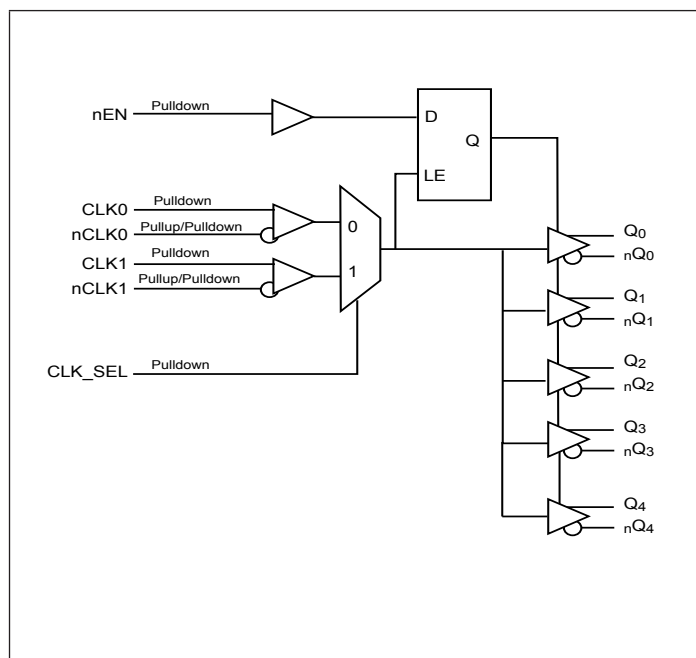 nEN Pulldown
D
Q
LE
CLK0 Pulldown
nCLK0 Pullup/Pulldown
CLK1 Pulldown
nCLK1 Pullup/Pulldown
0
1
CLK_SEL Pulldown
Q0
nQ0
Q1
nQ1
Q2
nQ2
Q3
nQ3
Q4
nQ4